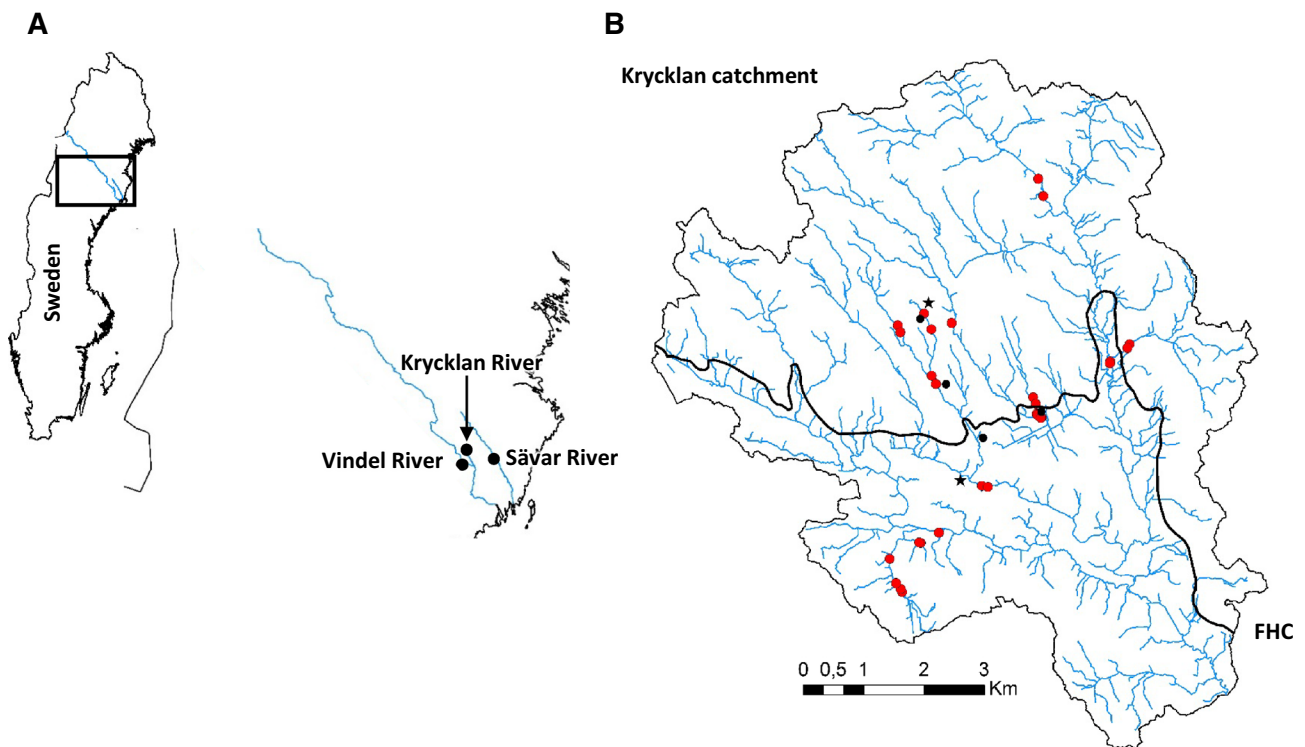 A
B
Krycklan catchment
Sweden
Krycklan River
Vindel River
Sävar River
FHC
0 0,5 1 2 3
Km